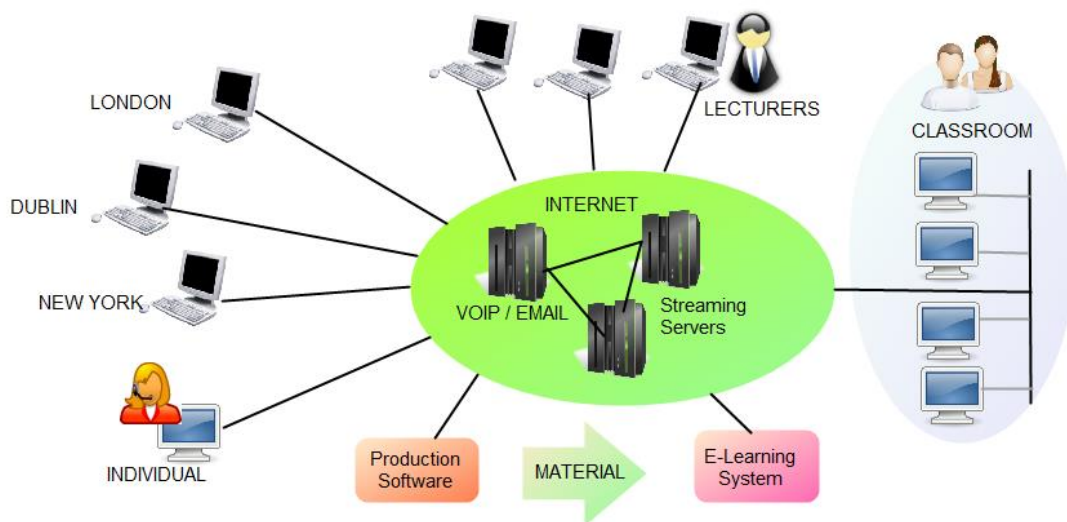 LONDON
LECTURERS
CLASSROOM
DUBLIN
INTERNET
NEW YORK
VOIP / EMAIL
Streaming
Servers
INDIVIDUAL
Production
Software
MATERIAL
E-Learning
System